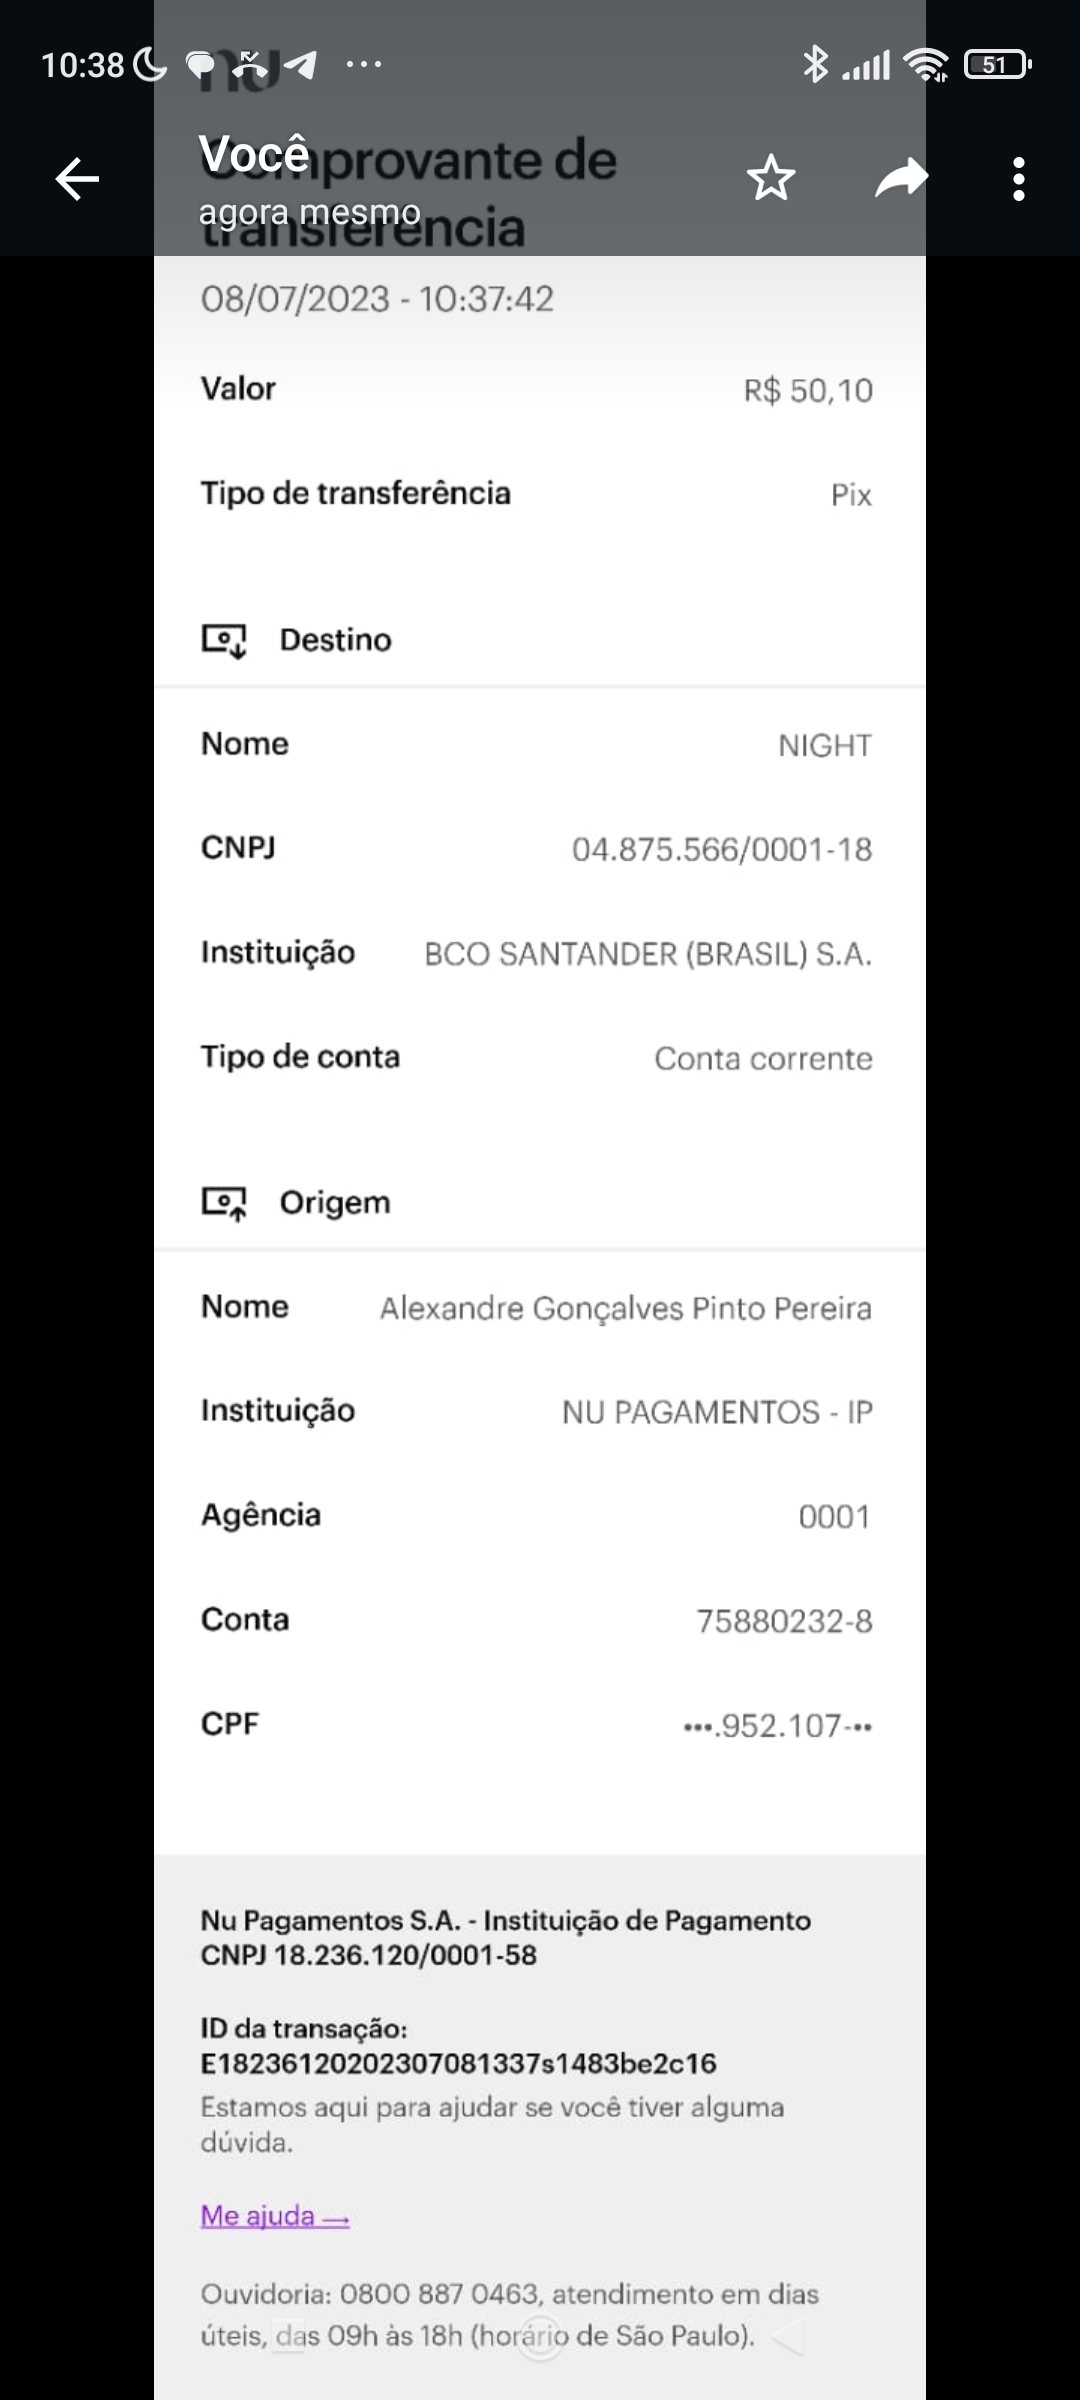 10:38
51
nu
Você
Comprovante de
agora mesmo
transferência
08/07/2023 - 10:37:42
Valor R$ 50,10
Tipo de transferência Pix
Destino
Nome NIGHT
CNPJ 04.875.566/0001-18
Instituição BCO SANTANDER (BRASIL) S.A.
Tipo de conta Conta corrente
Origem
Nome Alexandre Gonçalves Pinto Pereira
Instituição NU PAGAMENTOS - IP
Agência 0001
Conta 75880232-8
CPF •••.952.107-••
Nu Pagamentos S.A. - Instituição de Pagamento
CNPJ 18.236.120/0001-58
ID da transação:
E18236120202307081337s1483be2c16
Estamos aqui para ajudar se você tiver alguma
dúvida.
Me ajuda →
Ouvidoria: 0800 887 0463, atendimento em dias
úteis, das 09h às 18h (horário de São Paulo).